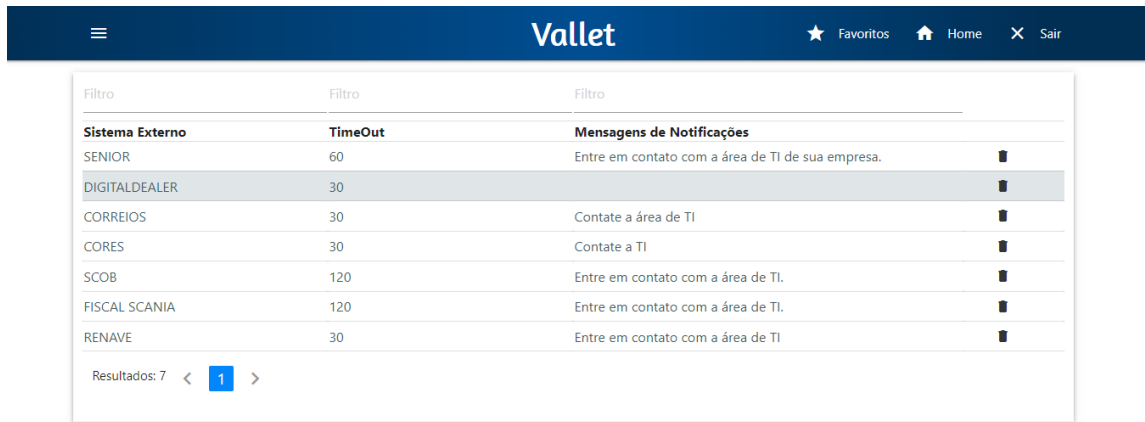 Vallet Favoritos Home Sair
Filtro Filtro Filtro
Sistema Externo TimeOut Mensagens de Notificações
SENIOR 60 Entre em contato com a área de TI de sua empresa.
DIGITALDEALER 30
CORREIOS 30 Contate a área de TI
CORES 30 Contate a TI
SCOB 120 Entre em contato com a área de TI.
FISCAL SCANIA 120 Entre em contato com a área de TI.
RENAVE 30 Entre em contato com a área de TI
Resultados: 7 1